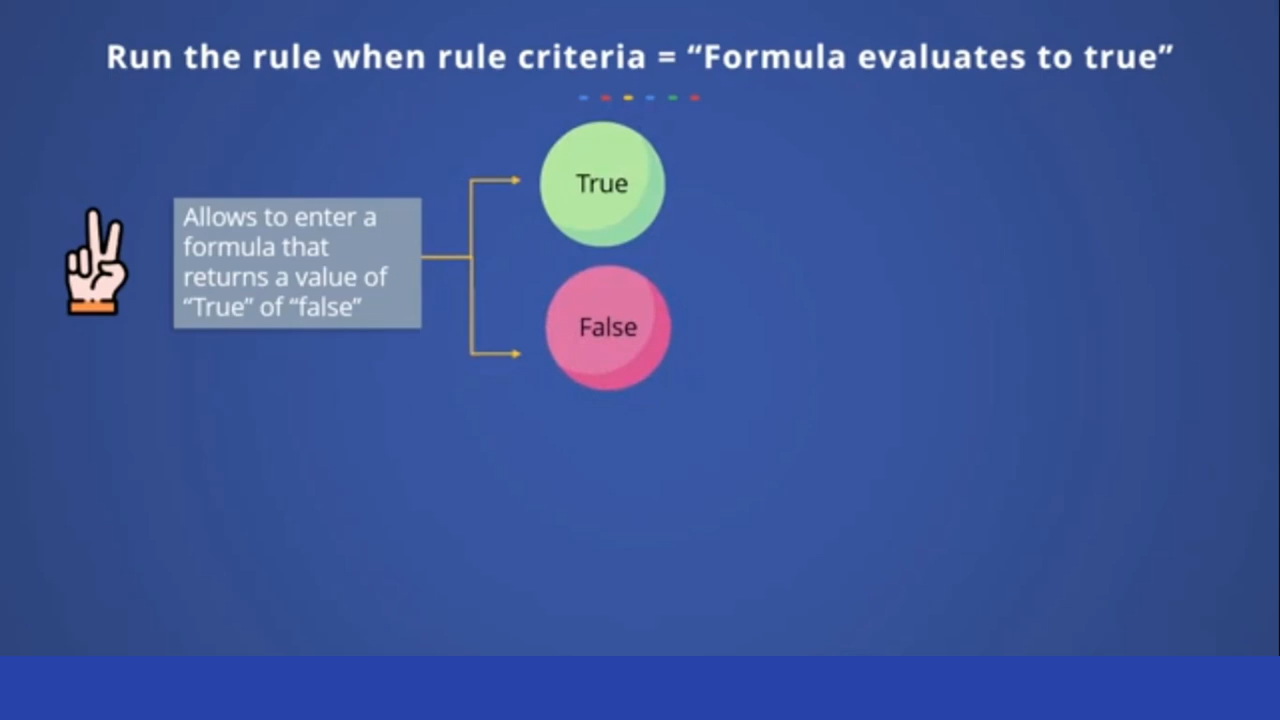 Run the rule when rule criteria = “Formula evaluates to true”
Allows to enter a
formula that
returns a value of
“True” of “false”
True
False